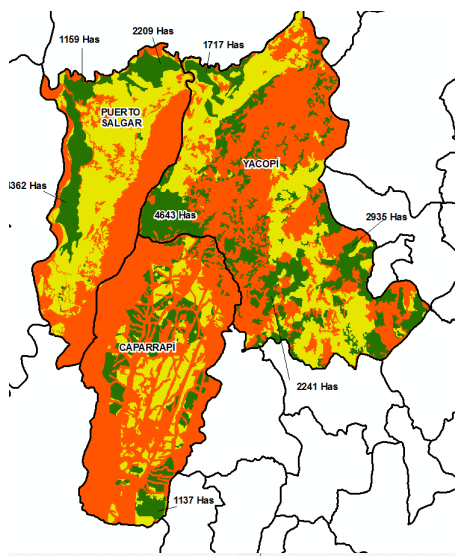 2209 Has
1159 Has
1717 Has
PUERTO
SALGAR
YACOPÍ
362 Has
4643 Has
2935 Has
CAPARRAPÍ
2241 Has
1137 Has